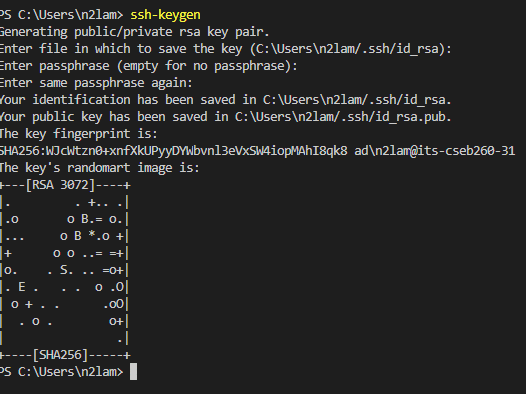 PS C:\Users\n2lam> ssh-keygen
Generating public/private rsa key pair.
Enter file in which to save the key (C:\Users\n2lam/.ssh/id_rsa):
Enter passphrase (empty for no passphrase):
Enter same passphrase again:
Your identification has been saved in C:\Users\n2lam/.ssh/id_rsa.
Your public key has been saved in C:\Users\n2lam/.ssh/id_rsa.pub.
The key fingerprint is:
SHA256:WJcWtzn0+xnfXkUPyyDYWbvnl3eVxSW4iopMAhI8qk8 ad\n2lam@its-cseb260-31
The key's randomart image is:
+---[RSA 3072]----+
|.        . +.. .|
|.o       o B.= o.|
|...     o B *.o +|
|+      o o ..= =+|
|o.    . S. .. =o+|
|. E .   . .  o .O|
| o + . .      .oO|
|  . o .        o+|
|                .|
+----[SHA256]-----+
PS C:\Users\n2lam>